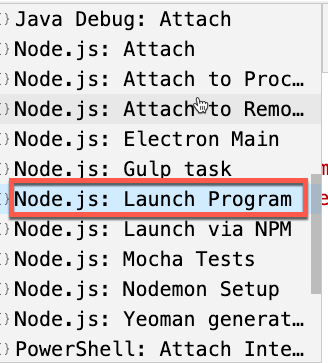 Java Debug: Attach
Node.js: Attach
Node.js: Attach to Proc…
Node.js: Attach to Remo…
Node.js: Electron Main
Node.js: Gulp task
Node.js: Launch Program
Node.js: Launch via NPM
Node.js: Mocha Tests
Node.js: Nodemon Setup
Node.js: Yeoman generat…
PowerShell: Attach Inte…